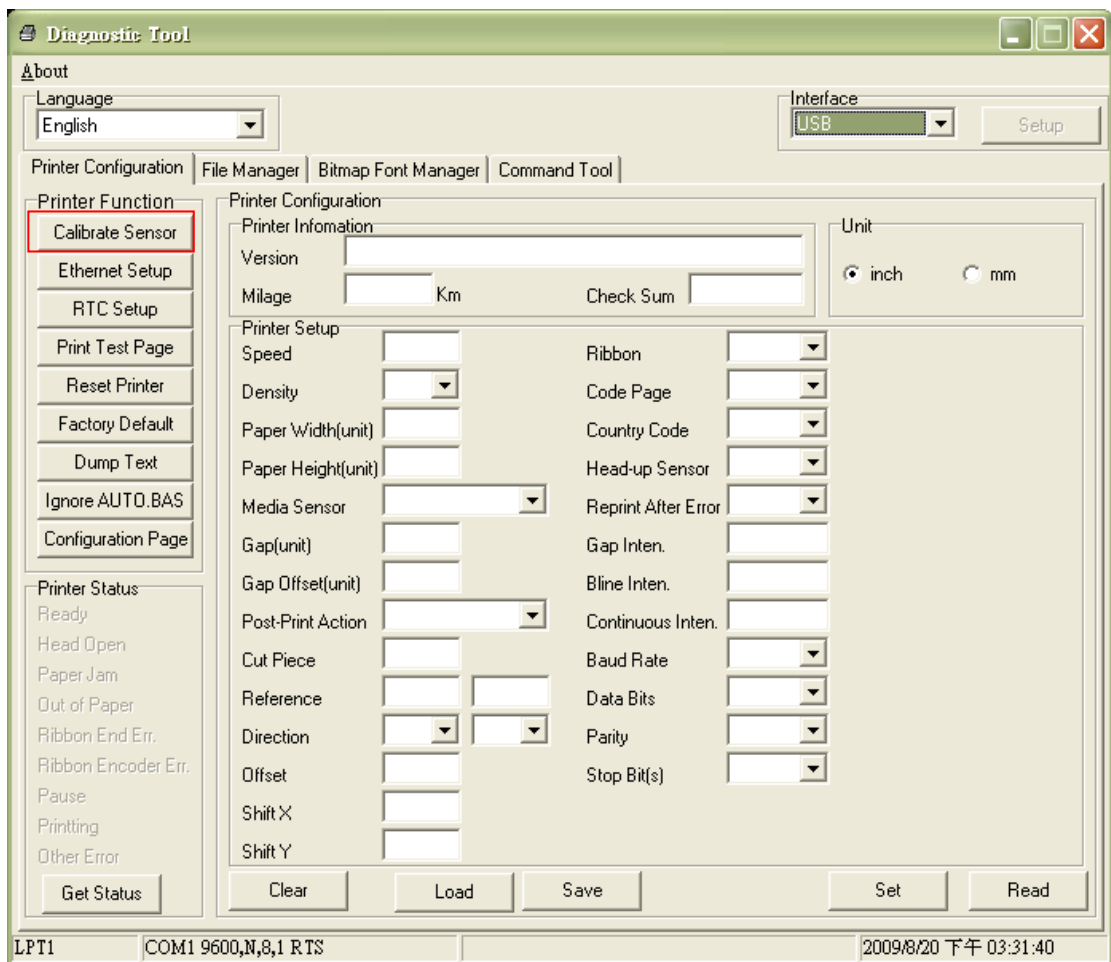 Diagnostic Tool
About
Language
English
Interface
USB
Setup
Printer Configuration File Manager Bitmap Font Manager Command Tool
Printer Function
Calibrate Sensor
Ethernet Setup
RTC Setup
Print Test Page
Reset Printer
Factory Default
Dump Text
Ignore AUTO.BAS
Configuration Page
Printer Status
Ready
Head Open
Paper Jam
Out of Paper
Ribbon End Err.
Ribbon Encoder Err.
Pause
Printting
Other Error
Get Status
Printer Configuration
Printer Infomation
Version
Milage Km Check Sum
Unit
inch mm
Printer Setup
Speed
Density
Paper Width(unit)
Paper Height(unit)
Media Sensor
Gap(unit)
Gap Offset(unit)
Post-Print Action
Cut Piece
Reference
Direction
Offset
Shift X
Shift Y
Ribbon
Code Page
Country Code
Head-up Sensor
Reprint After Error
Gap Inten.
Bline Inten.
Continuous Inten.
Baud Rate
Data Bits
Parity
Stop Bit(s)
Clear Load Save Set Read
LPT1 COM1 9600,N,8,1 RTS 2009/8/20 下午 03:31:40